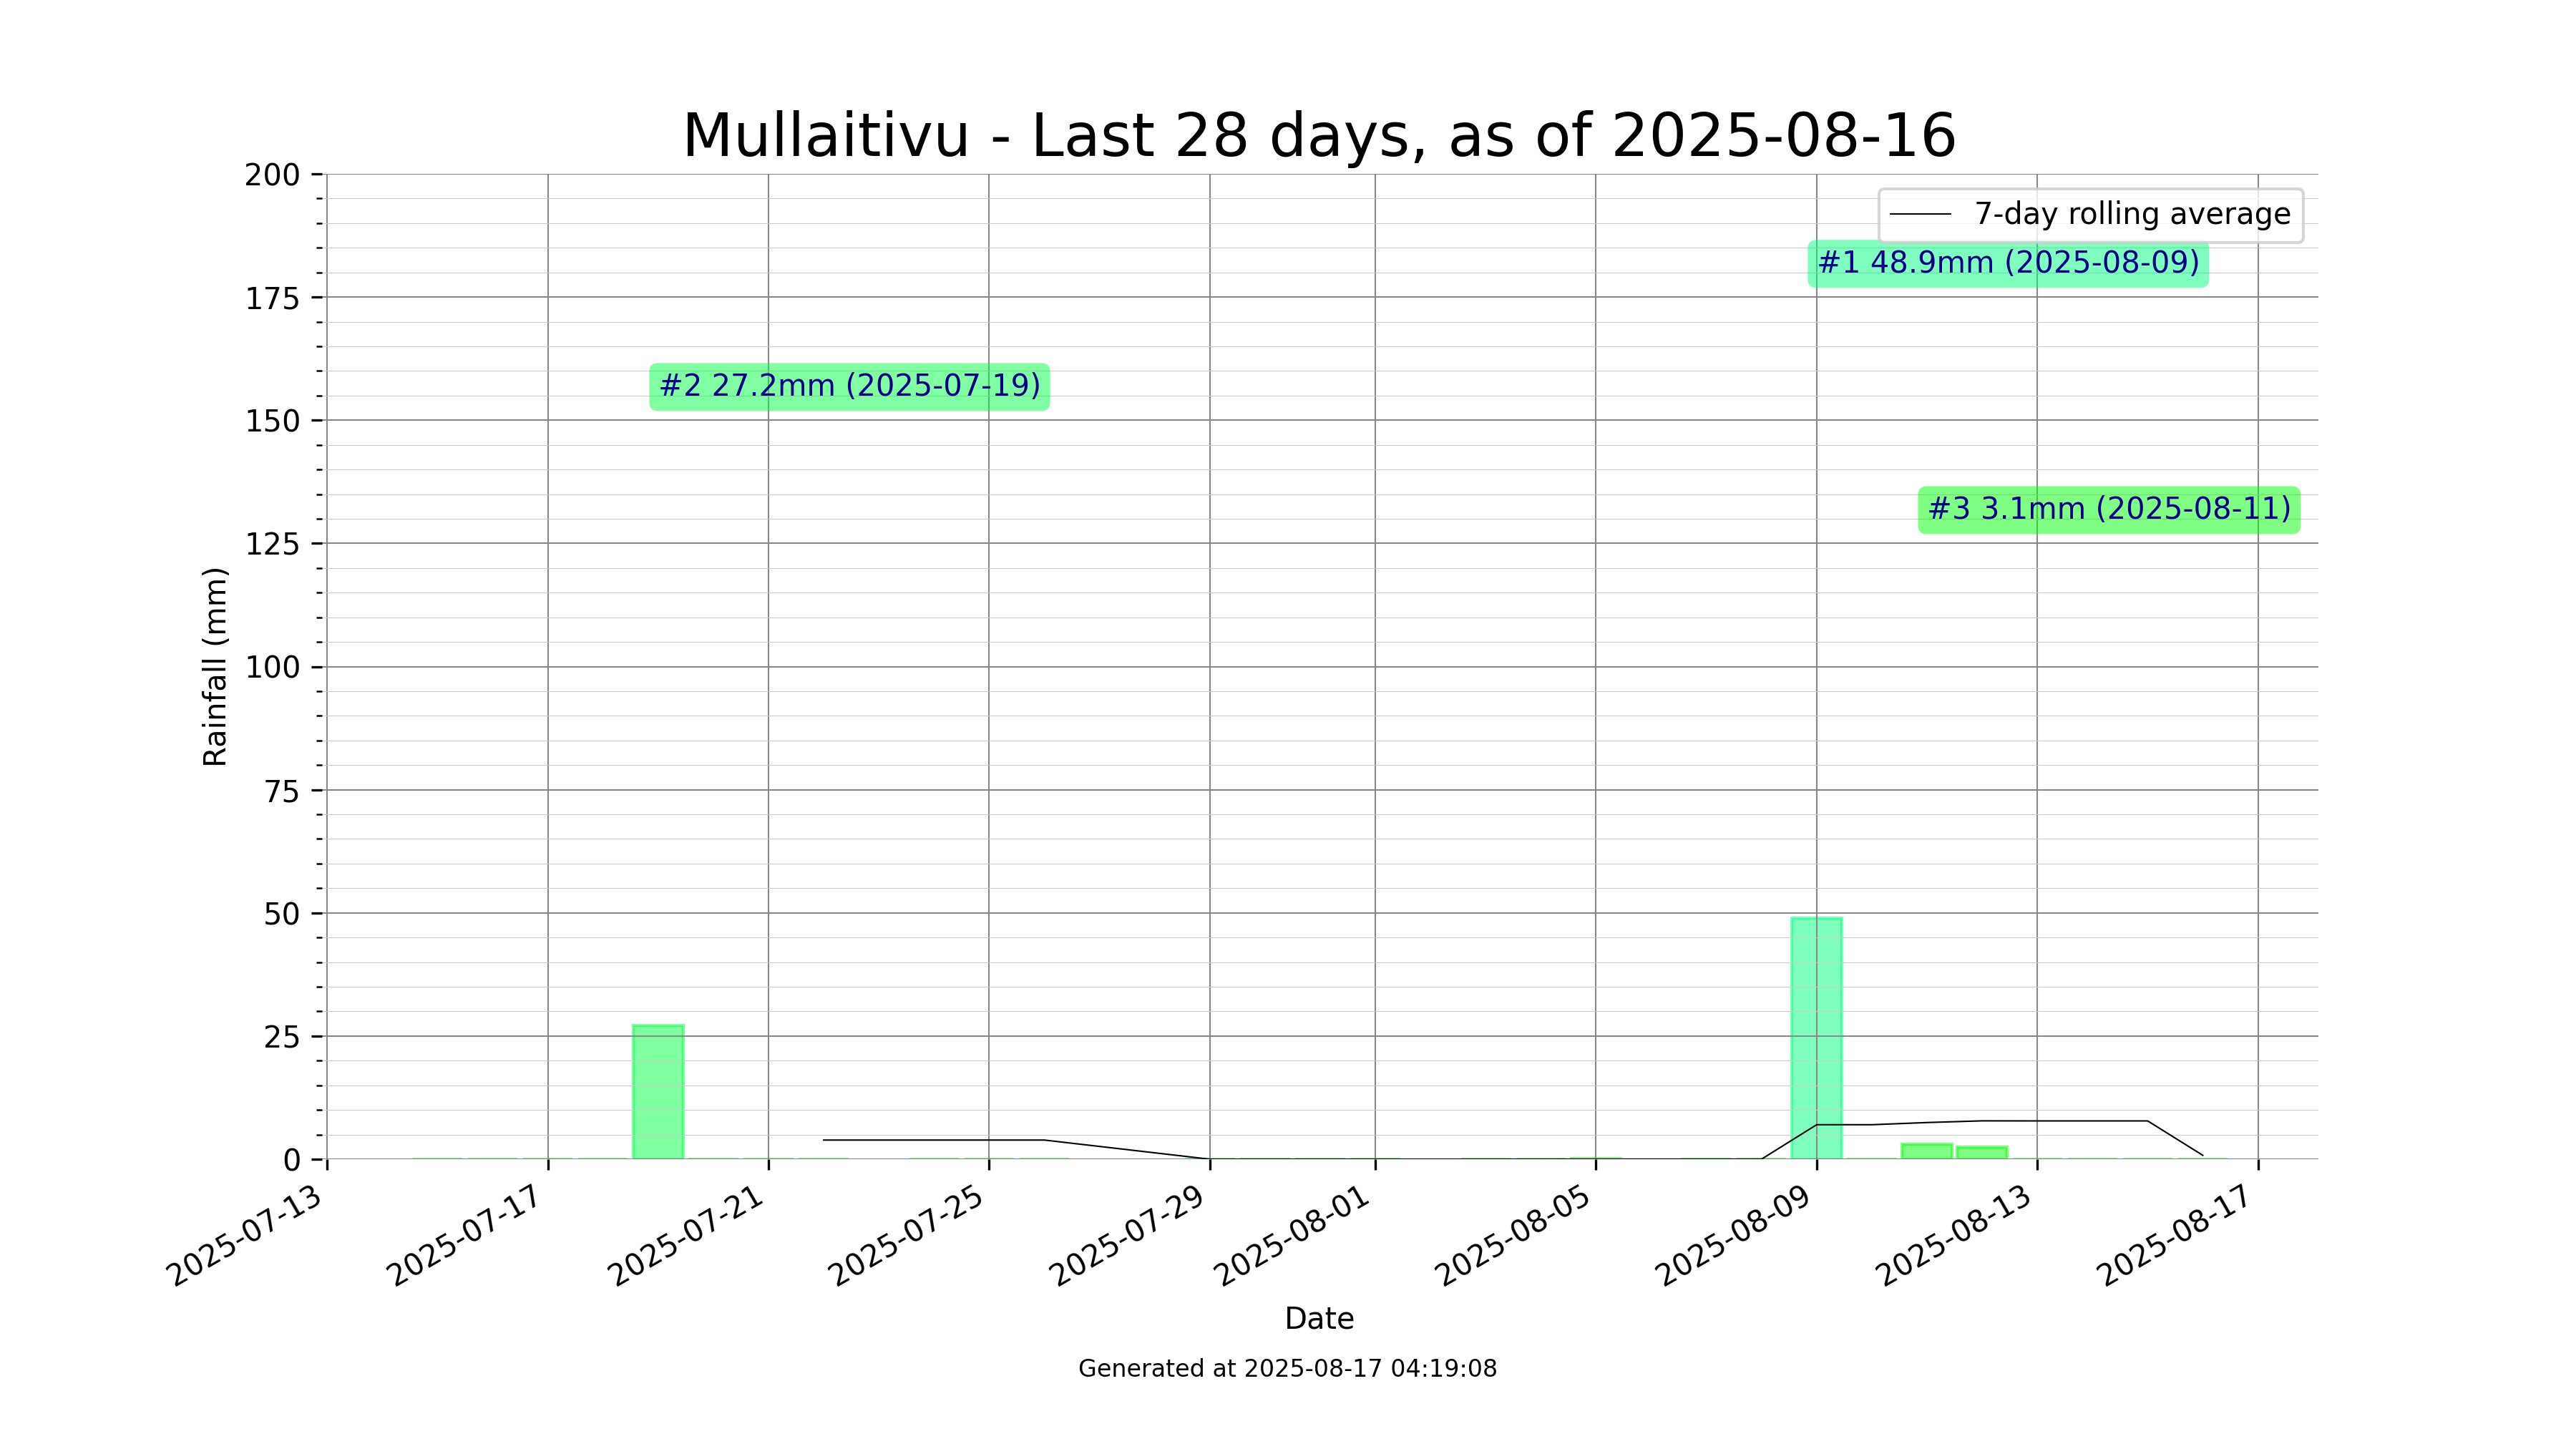 Mullaitivu - Last 28 days, as of 2025-08-16
7-day rolling average
#1 48.9mm (2025-08-09)
#2 27.2mm (2025-07-19)
#3 3.1mm (2025-08-11)
Rainfall (mm)
200
175
150
125
100
75
50
25
0
2025-07-13
2025-07-17
2025-07-21
2025-07-25
2025-07-29
2025-08-01
2025-08-05
2025-08-09
2025-08-13
2025-08-17
Date
Generated at 2025-08-17 04:19:08